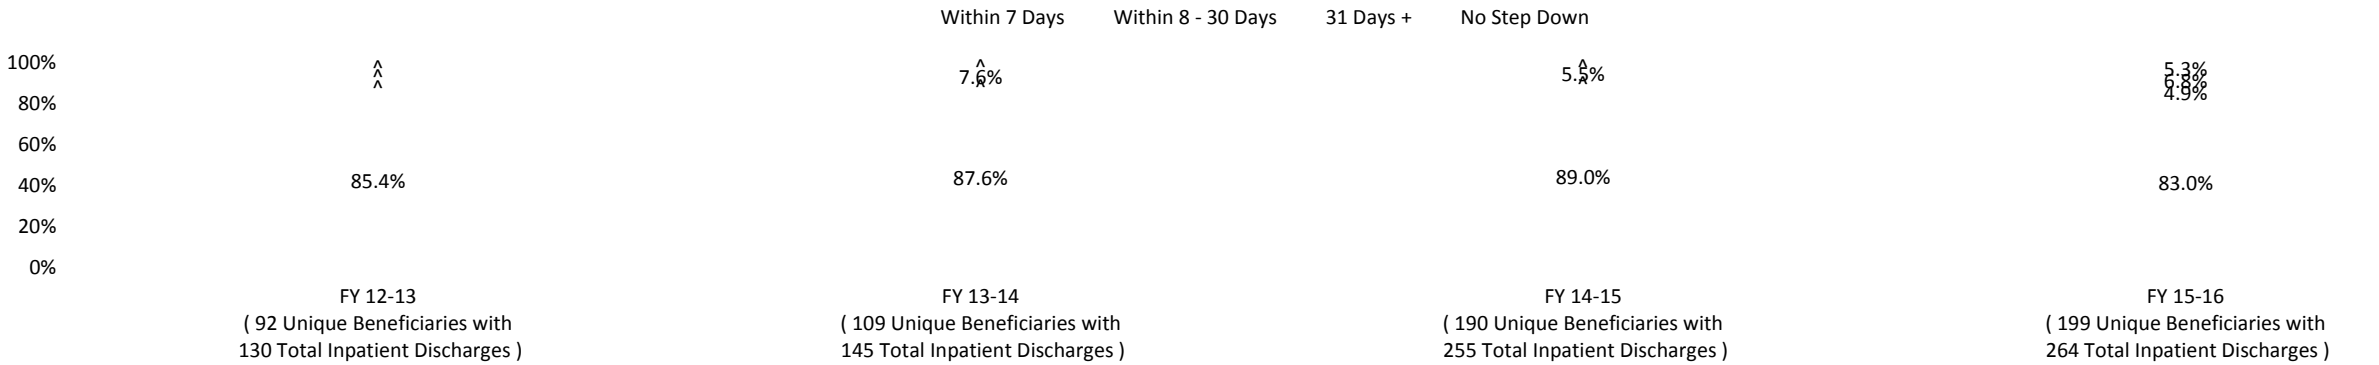 Within 7 Days Within 8 - 30 Days 31 Days + No Step Down
100%
80%
60%
40%
20%
0%
^
^
^
85.4%
^
7.6%
^
87.6%
^
5.5%
^
89.0%
5.3%
6.8%
4.9%
83.0%
FY 12-13
( 92 Unique Beneficiaries with
130 Total Inpatient Discharges )
FY 13-14
( 109 Unique Beneficiaries with
145 Total Inpatient Discharges )
FY 14-15
( 190 Unique Beneficiaries with
255 Total Inpatient Discharges )
FY 15-16
( 199 Unique Beneficiaries with
264 Total Inpatient Discharges )